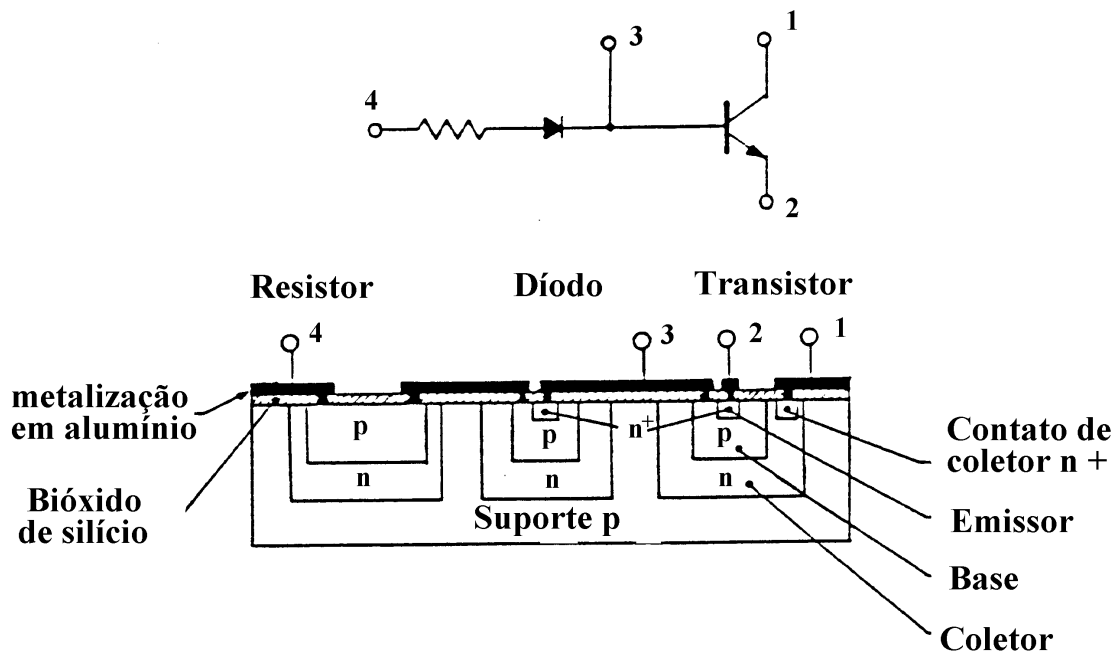 1
3
4
2
Resistor
Díodo
Transistor
4
3
2
1
metalização
em alumínio
Bióxido
de silício
p
n
p
n
n+
p
n
Suporte p
Contato de
coletor n +
Emissor
Base
Coletor